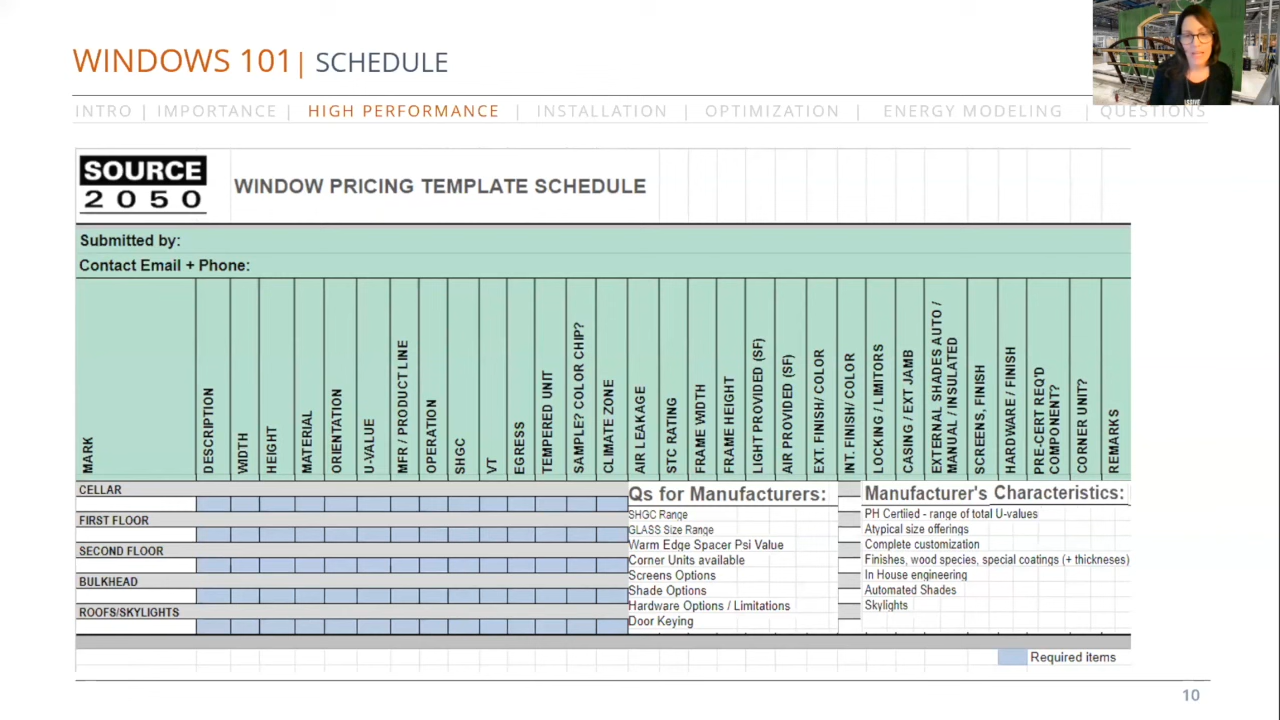 WINDOWS 101| SCHEDULE
INTRO | IMPORTANCE | HIGH PERFORMANCE | INSTALLATION | OPTIMIZATION | ENERGY MODELING | QUESTIONS
SOURCE
2050
WINDOW PRICING TEMPLATE SCHEDULE
Submitted by:
Contact Email + Phone:
MARK
DESCRIPTION
WIDTH
HEIGHT
MATERIAL
ORIENTATION
U-VALUE
MFR / PRODUCT LINE
OPERATION
SHGC
VT
EGRESS
TEMPERED UNIT
SAMPLE? COLOR CHIP?
CLIMATE ZONE
AIR LEAKAGE
STC RATING
FRAME WIDTH
FRAME HEIGHT
LIGHT PROVIDED (SF)
AIR PROVIDED (SF)
EXT. FINISH/ COLOR
INT. FINISH/ COLOR
LOCKING / LIMITORS
CASING / EXT JAMB
EXTERNAL SHADES AUTO /
MANUAL / INSULATED
SCREENS, FINISH
HARDWARE / FINISH
PRE-CERT REQ'D
COMPONENT?
CORNER UNIT?
REMARKS
CELLAR
FIRST FLOOR
SECOND FLOOR
BULKHEAD
ROOFS/SKYLIGHTS
Qs for Manufacturers:
SHGC Range
GLASS Size Range
Warm Edge Spacer Psi Value
Corner Units available
Screens Options
Shade Options
Hardware Options / Limitations
Door Keying
Manufacturer's Characteristics:
PH Certiied - range of total U-values
Atypical size offerings
Complete customization
Finishes, wood species, special coatings (+ thicknesses)
In House engineering
Automated Shades
Skylights
Required items
10